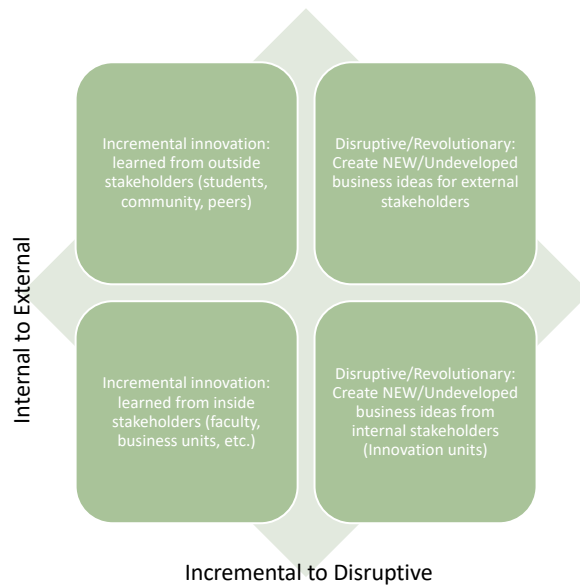 Incremental innovation:
learned from outside
stakeholders (students,
community, peers)
Disruptive/Revolutionary:
Create NEW/Undeveloped
business ideas for external
stakeholders
Internal to External
Incremental innovation:
learned from inside
stakeholders (faculty,
business units, etc.)
Disruptive/Revolutionary:
Create NEW/Undeveloped
business ideas from
internal stakeholders
(Innovation units)
Incremental to Disruptive